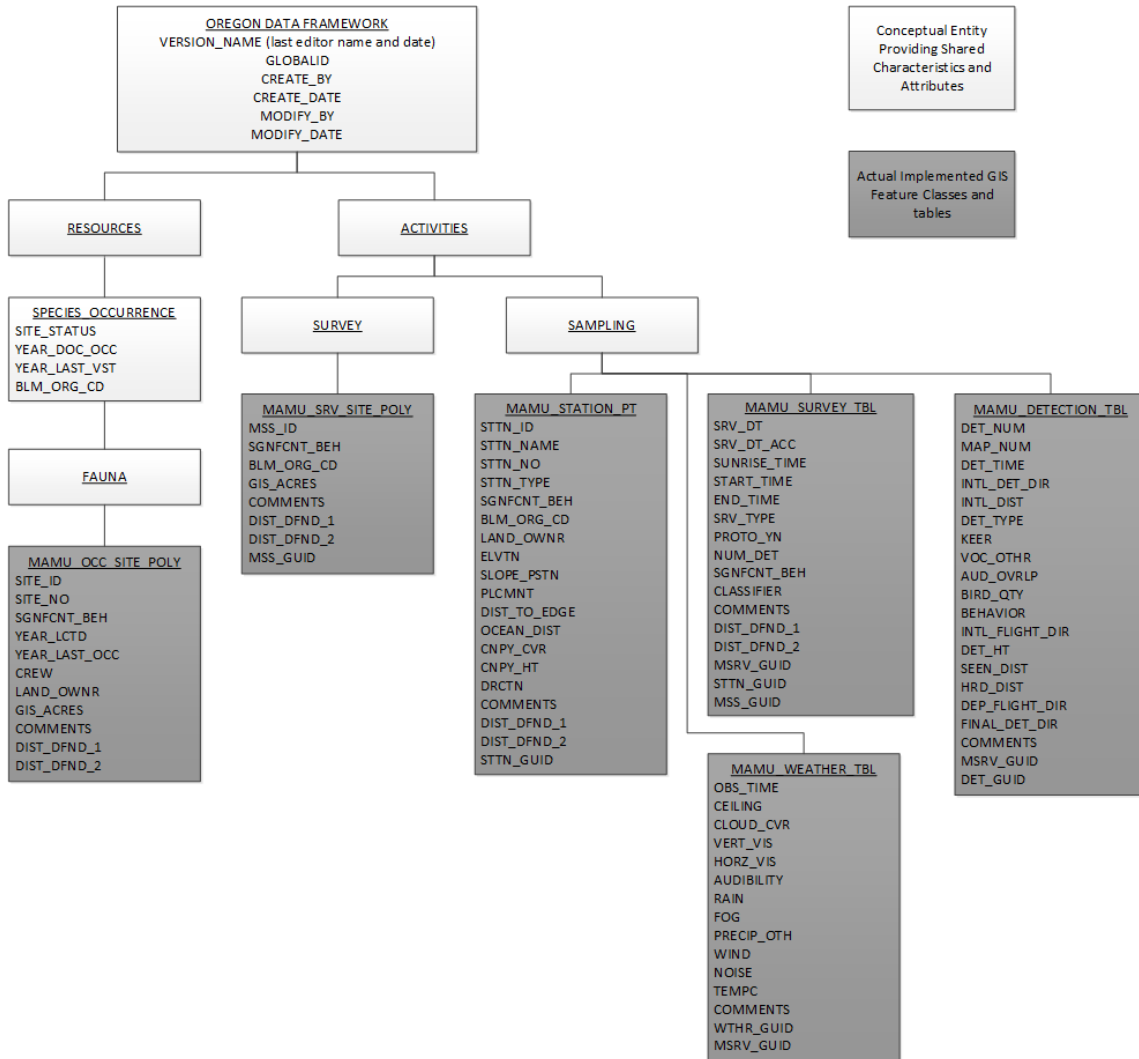 OREGON DATA FRAMEWORK
VERSION_NAME (last editor name and date)
GLOBALID
CREATE_BY
CREATE_DATE
MODIFY_BY
MODIFY_DATE
Conceptual Entity
Providing Shared
Characteristics and
Attributes
Actual Implemented GIS
Feature Classes and
tables
RESOURCES
ACTIVITIES
SPECIES_OCCURRENCE
SITE_STATUS
YEAR_DOC_OCC
YEAR_LAST_VST
BLM_ORG_CD
SURVEY
SAMPLING
FAUNA
MAMU_OCC_SITE_POLY
SITE_ID
SITE_NO
SGNFCNT_BEH
YEAR_LCTD
YEAR_LAST_OCC
CREW
LAND_OWNR
GIS_ACRES
COMMENTS
DIST_DFND_1
DIST_DFND_2
MAMU_SRV_SITE_POLY
MSS_ID
SGNFCNT_BEH
BLM_ORG_CD
GIS_ACRES
COMMENTS
DIST_DFND_1
DIST_DFND_2
MSS_GUID
MAMU_STATION_PT
STTN_ID
STTN_NAME
STTN_NO
STTN_TYPE
SGNFCNT_BEH
BLM_ORG_CD
LAND_OWNR
ELVTN
SLOPE_PSTN
PLCMNT
DIST_TO_EDGE
OCEAN_DIST
CNPY_CVR
CNPY_HT
DRCTN
COMMENTS
DIST_DFND_1
DIST_DFND_2
STTN_GUID
MAMU_SURVEY_TBL
SRV_DT
SRV_DT_ACC
SUNRISE_TIME
START_TIME
END_TIME
SRV_TYPE
PROTO_YN
NUM_DET
SGNFCNT_BEH
CLASSIFIER
COMMENTS
DIST_DFND_1
DIST_DFND_2
MSRV_GUID
STTN_GUID
MSS_GUID
MAMU_DETECTION_TBL
DET_NUM
MAP_NUM
DET_TIME
INTL_DET_DIR
INTL_DIST
DET_TYPE
KEER
VOC_OTHR
AUD_OVRLP
BIRD_QTY
BEHAVIOR
INTL_FLIGHT_DIR
DET_HT
SEEN_DIST
HRD_DIST
DEP_FLIGHT_DIR
FINAL_DET_DIR
COMMENTS
MSRV_GUID
DET_GUID
MAMU_WEATHER_TBL
OBS_TIME
CEILING
CLOUD_CVR
VERT_VIS
HORZ_VIS
AUDIBILITY
RAIN
FOG
PRECIP_OTH
WIND
NOISE
TEMPC
COMMENTS
WTHR_GUID
MSRV_GUID